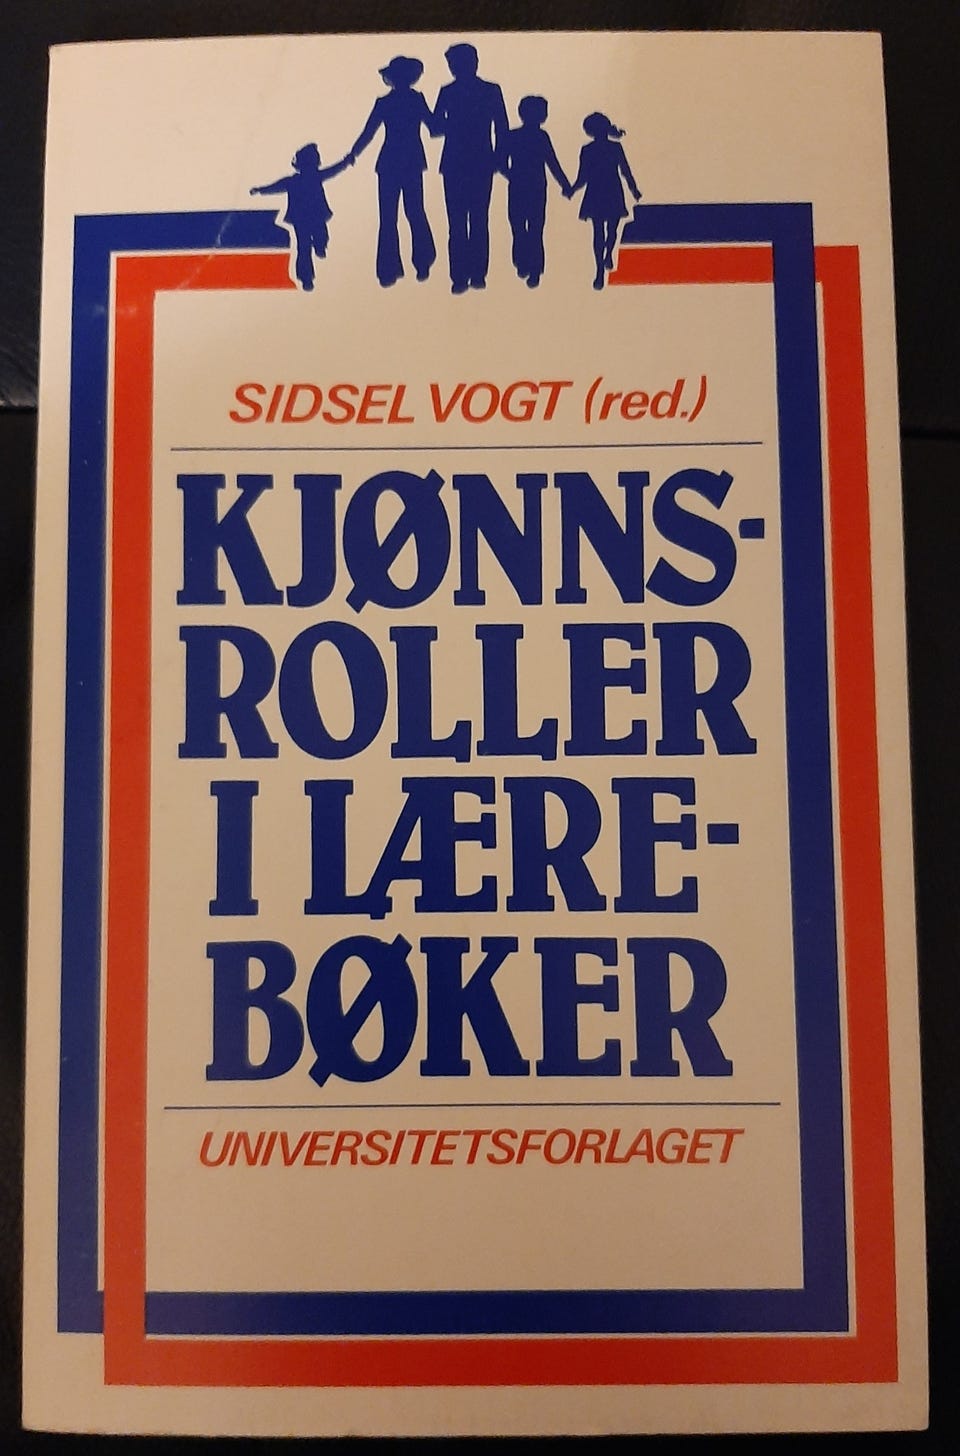 SIDSEL VOGT (red.)
KJØNNS-
ROLLER
I LÆRE-
BØKER
UNIVERSITETSFORLAGET